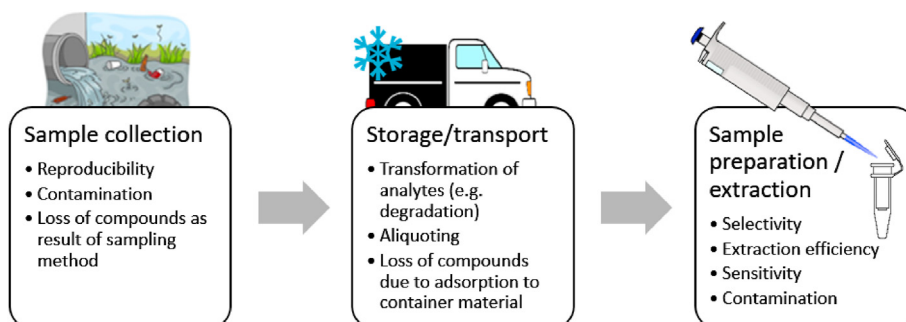 Sample collection
• Reproducibility
• Contamination
• Loss of compounds as
result of sampling
method
Storage/transport
• Transformation of
analytes (e.g.
degradation)
• Aliquoting
• Loss of compounds
due to adsorption to
container material
Sample
preparation /
extraction
• Selectivity
• Extraction efficiency
• Sensitivity
• Contamination